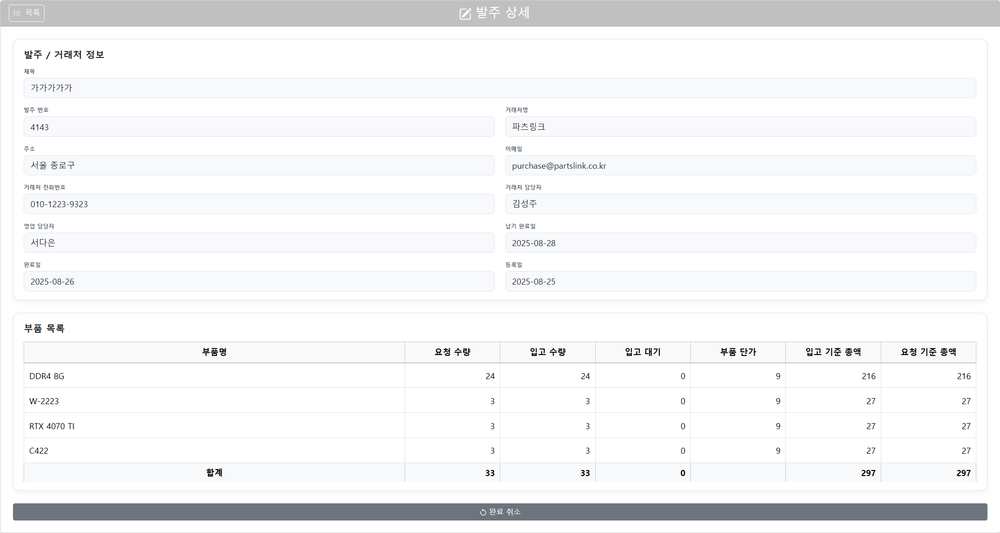 목록
발주 상세
발주 / 거래처 정보
제목
가가가가가
발주 번호
거래처명
4143
파츠링크
주소
이메일
서울 종로구
purchase@partslink.co.kr
거래처 전화번호
거래처 담당자
010-1223-9323
김성주
영업 담당자
납기 완료일
서다은
2025-08-28
완료일
등록일
2025-08-26
2025-08-25
부품 목록
부품명 요청 수량 입고 수량 입고 대기 부품 단가 입고 기준 총액 요청 기준 총액
DDR4 8G 24 24 0 9 216 216
W-2223 3 3 0 9 27 27
RTX 4070 TI 3 3 0 9 27 27
C422 3 3 0 9 27 27
합계 33 33 0 297 297
완료 취소